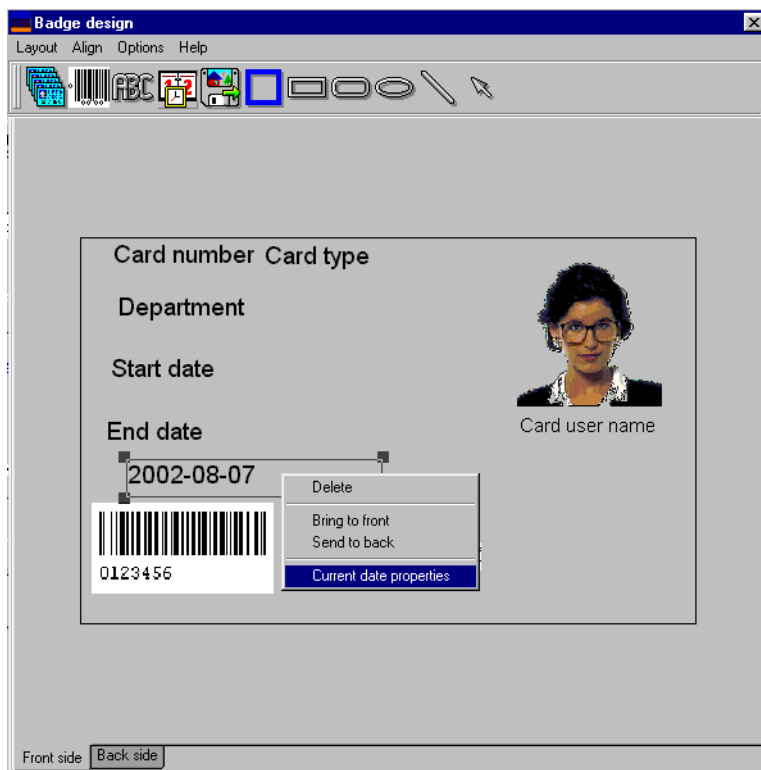 Badge design
Layout Align Options Help
ABC
Card number Card type
Department
Start date
End date
Card user name
2002-08-07
Delete
Bring to front
Send to back
Current date properties
0123456
Front side Back side